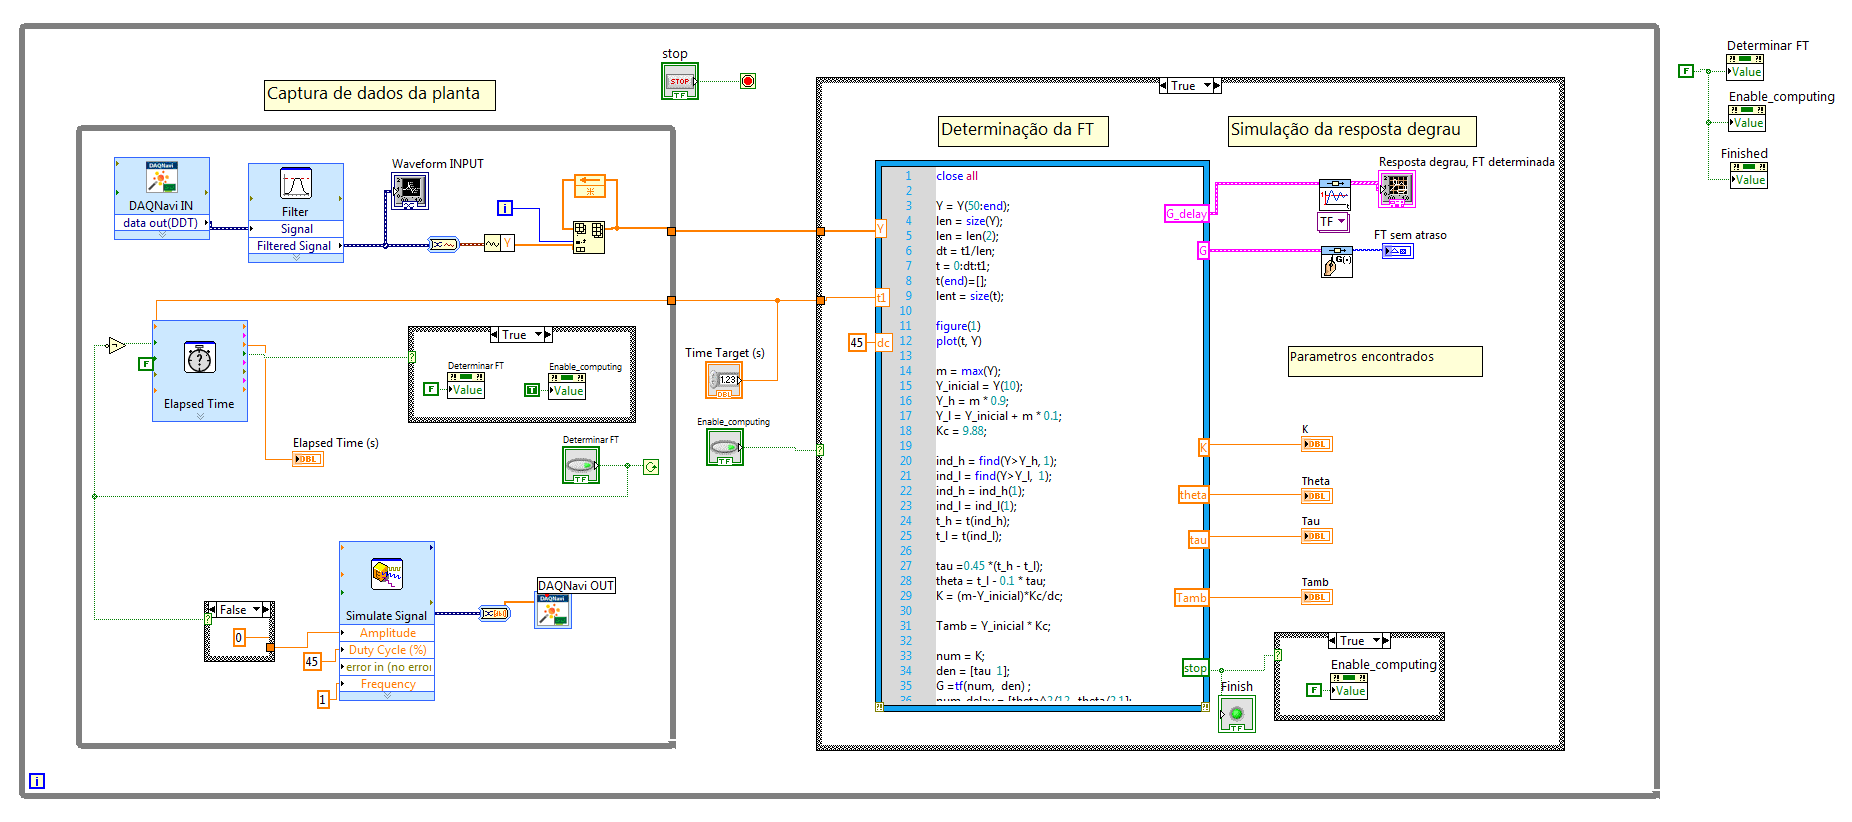 stop
STOP
TF
Captura de dados da planta
DAQNavi
DAQNavi IN
data out(DDT)
Filter
Signal
Filtered Signal
Waveform INPUT
i
Y
Elapsed Time
F
Elapsed Time (s)
DBL
True
Determinar FT
F
Value
Enable_computing
T
Value
Determinar FT
TF
False
0
45
1
Simulate Signal
Amplitude
Duty Cycle (%)
error in (no error
Frequency
DAQNavi OUT
DAQNavi
i
Time Target (s)
1.23
DBL
Enable_computing
TF
True
Determinação da FT
Simulação da resposta degrau
Y
t1
45
dc
1 close all
2
3 Y = Y(50:end);
4 len = size(Y);
5 len = len(2);
6 dt = t1/len;
7 t = 0:dt:t1;
8 t(end)=[];
9 lent = size(t);
10
11 figure(1)
12 plot(t, Y)
13
14 m = max(Y);
15 Y_inicial = Y(10);
16 Y_h = m * 0.9;
17 Y_l = Y_inicial + m * 0.1;
18 Kc = 9.88;
19
20 ind_h = find(Y>Y_h, 1);
21 ind_l = find(Y>Y_l, 1);
22 ind_h = ind_h(1);
23 ind_l = ind_l(1);
24 t_h = t(ind_h);
25 t_l = t(ind_l);
26
27 tau =0.45 *(t_h - t_l);
28 theta = t_l - 0.1 * tau;
29 K = (m-Y_inicial)*Kc/dc;
30
31 Tamb = Y_inicial * Kc;
32
33 num = K;
34 den = [tau 1];
35 G =tf(num, den) ;
36 num_delay = [theta^2/12 -theta/2 1];
G_delay
G
K
theta
tau
Tamb
stop
TF
Resposta degrau, FT determinada
FT sem atraso
Parametros encontrados
K
DBL
Theta
DBL
Tau
DBL
Tamb
DBL
Finish
TF
True
Enable_computing
F
Value
F
Determinar FT
Value
Enable_computing
Value
Finished
Value